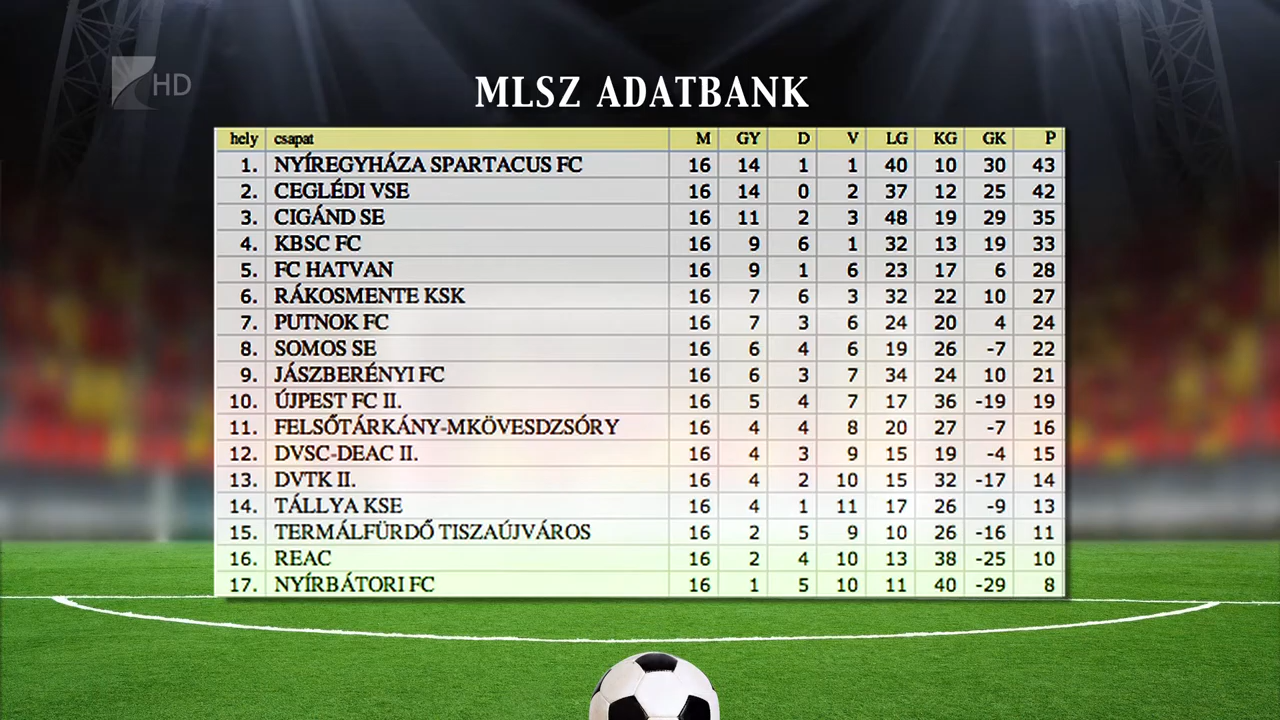 HD
MLSZ ADATBANK
hely csapat M GY D V LG KG GK P
1. NYÍREGYHÁZA SPARTACUS FC 16 14 1 1 40 10 30 43
2. CEGLÉDI VSE 16 14 0 2 37 12 25 42
3. CIGÁND SE 16 11 2 3 48 19 29 35
4. KBSC FC 16 9 6 1 32 13 19 33
5. FC HATVAN 16 9 1 6 23 17 6 28
6. RÁKOSMENTE KSK 16 7 6 3 32 22 10 27
7. PUTNOK FC 16 7 3 6 24 20 4 24
8. SOMOS SE 16 6 4 6 19 26 -7 22
9. JÁSZBERÉNYI FC 16 6 3 7 34 24 10 21
10. ÚJPEST FC II. 16 5 4 7 17 36 -19 19
11. FELSŐTÁRKÁNY-MKÖVESDZSÓRY 16 4 4 8 20 27 -7 16
12. DVSC-DEAC II. 16 4 3 9 15 19 -4 15
13. DVTK II. 16 4 2 10 15 32 -17 14
14. TÁLLYA KSE 16 4 1 11 17 26 -9 13
15. TERMÁLFÜRDŐ TISZAÚJVÁROS 16 2 5 9 10 26 -16 11
16. REAC 16 2 4 10 13 38 -25 10
17. NYÍRBÁTORI FC 16 1 5 10 11 40 -29 8